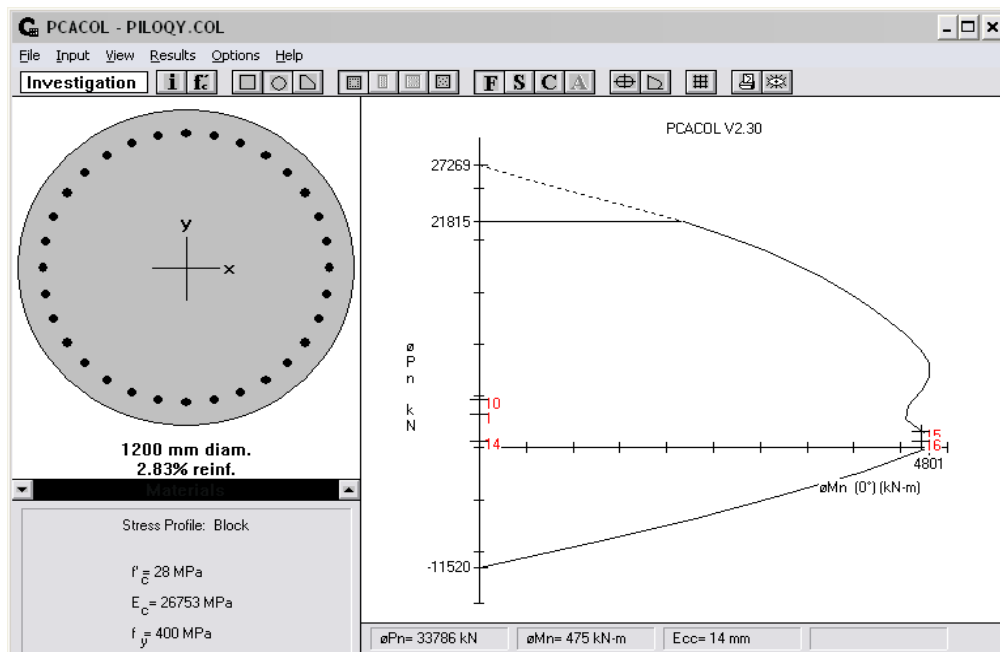 PCACOL - PILOQY.COL
File Input View Results Options Help
Investigation i f'c F S C A
y
x
1200 mm diam.
2.83% reinf.
Materials
Stress Profile: Block
f'c = 28 MPa
Ec = 26753 MPa
fy = 400 MPa
PCACOL V2.30
27269
21815
ø
P
n
k
N
10
1
14
15
16
4801
øMn (0°) (kN-m)
-11520
øPn= 33786 kN
øMn= 475 kN-m
Ecc= 14 mm